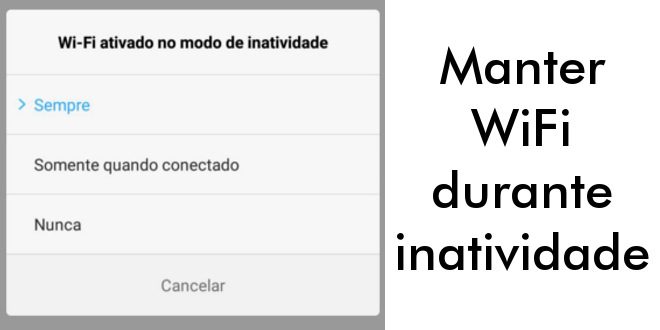 Wi-Fi ativado no modo de inatividade
Sempre
Somente quando conectado
Nunca
Cancelar
Manter
WiFi
durante
inatividade